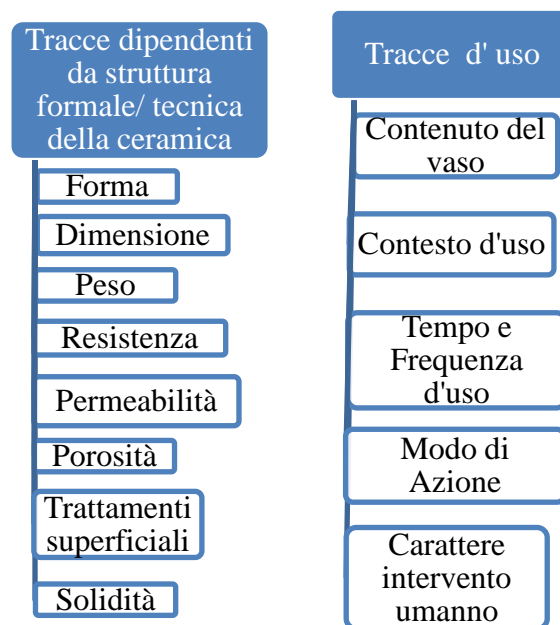 Tracce dipendenti
da struttura
formale/ tecnica
della ceramica
Forma
Dimensione
Peso
Resistenza
Permeabilità
Porosità
Trattamenti
superficiali
Solidità
Tracce d' uso
Contenuto del
vaso
Contesto d'uso
Tempo e
Frequenza
d'uso
Modo di
Azione
Carattere
intervento
umanno